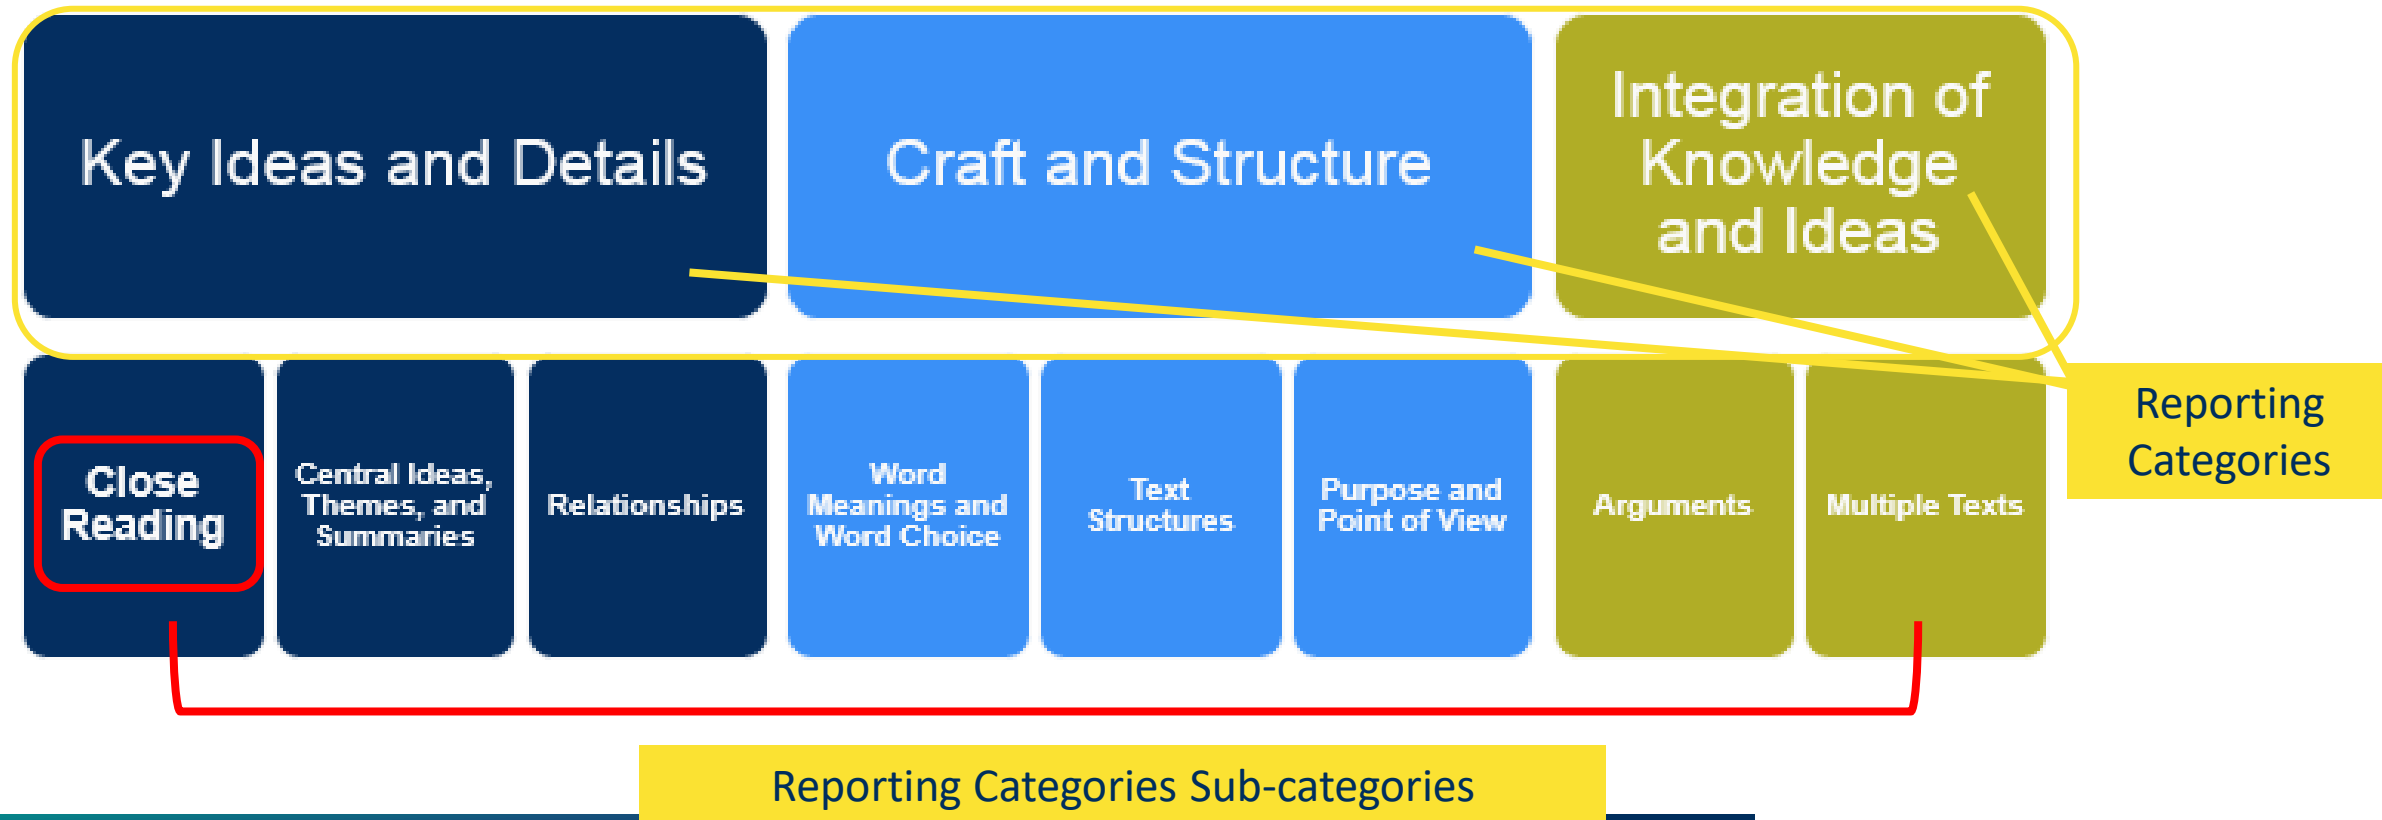 Key Ideas and Details
Craft and Structure
Integration of
Knowledge
and Ideas
Reporting
Categories
Close
Reading
Central Ideas,
Themes, and
Summaries
Relationships
Word
Meanings and
Word Choice
Text
Structures
Purpose and
Point of View
Arguments
Multiple Texts
Reporting Categories Sub-categories